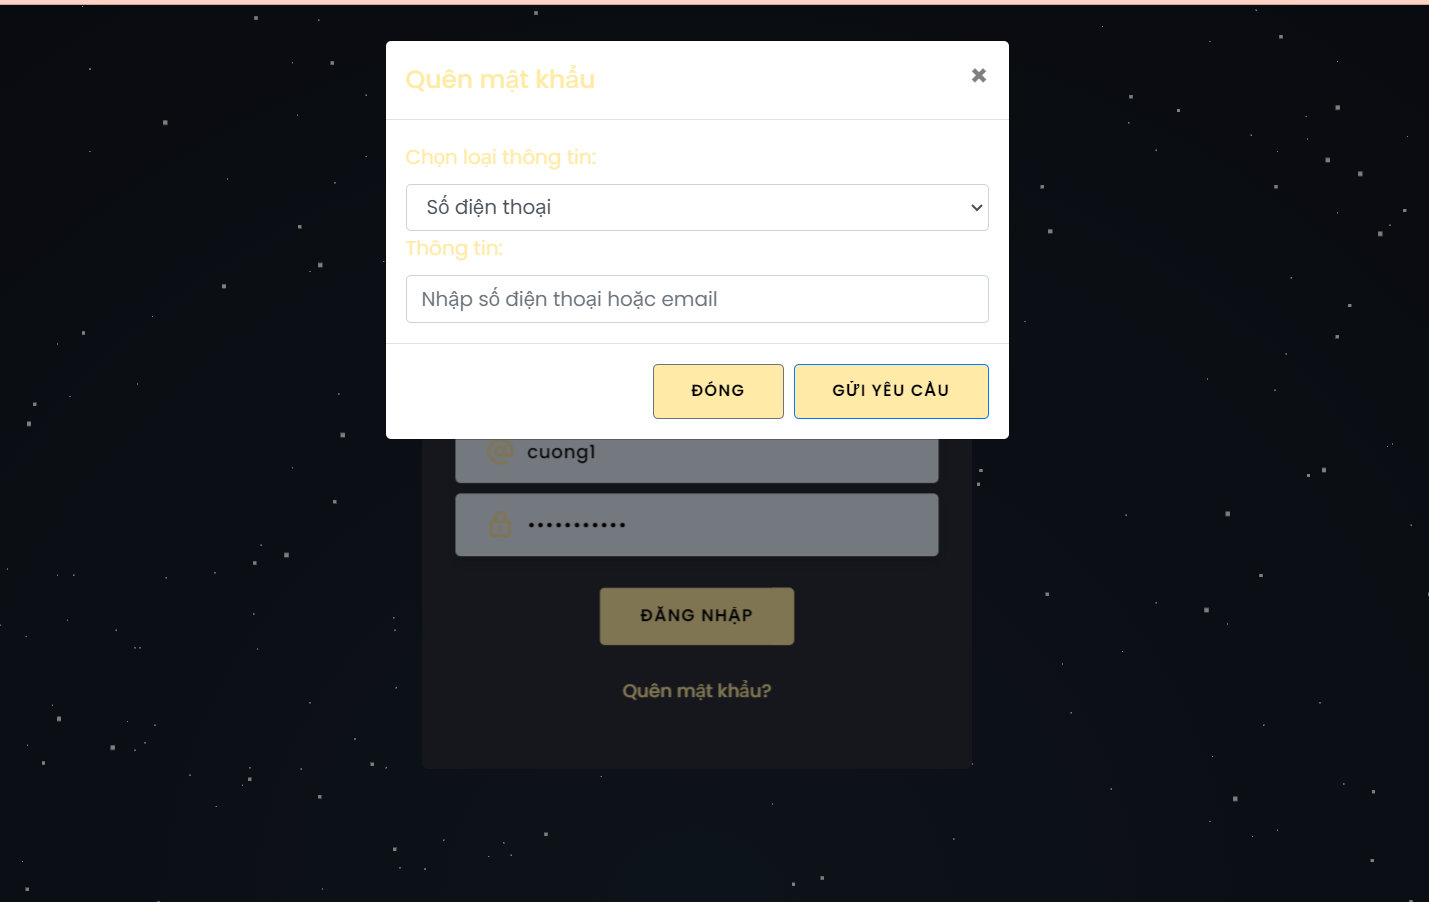 Quên mật khẩu
Chọn loại thông tin:
Số điện thoại
Thông tin:
Nhập số điện thoại hoặc email
ĐÓNG
GỬI YÊU CẦU
cuong1
ĐĂNG NHẬP
Quên mật khẩu?